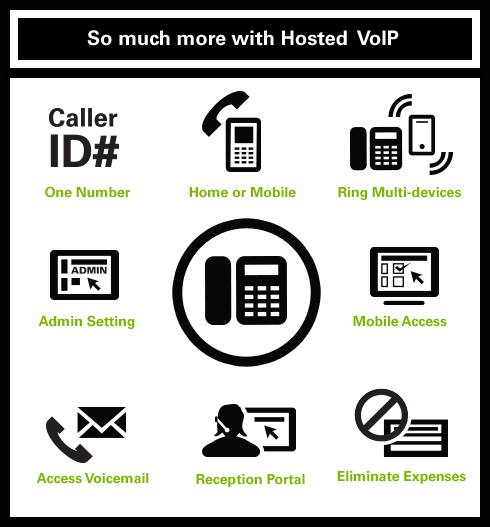 So much more with Hosted VoIP
Caller
ID#
One Number
Home or Mobile
Ring Multi-devices
ADMIN
Admin Setting
Mobile Access
Access Voicemail
Reception Portal
Eliminate Expenses